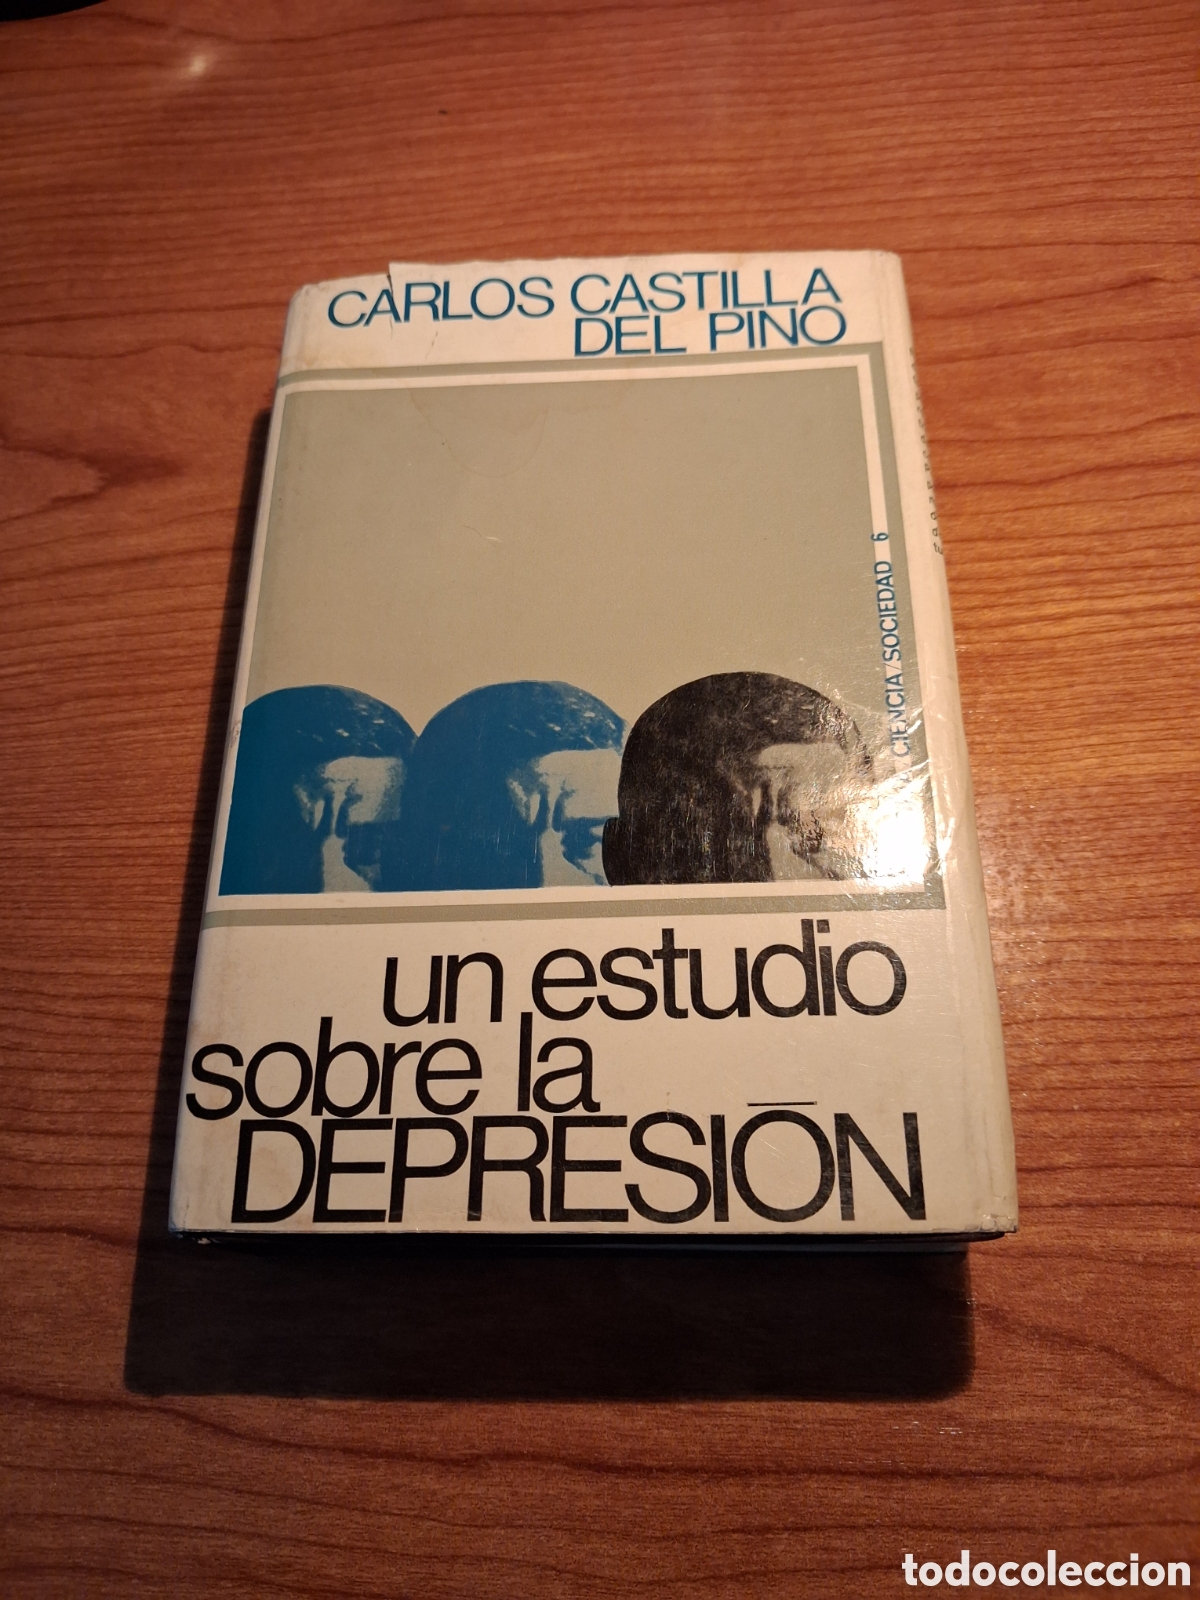 CARLOS CASTILLA
DEL PINO
CIENCIA/SOCIEDAD 6
un estudio
sobre la
DEPRESIÓN
todocoleccion